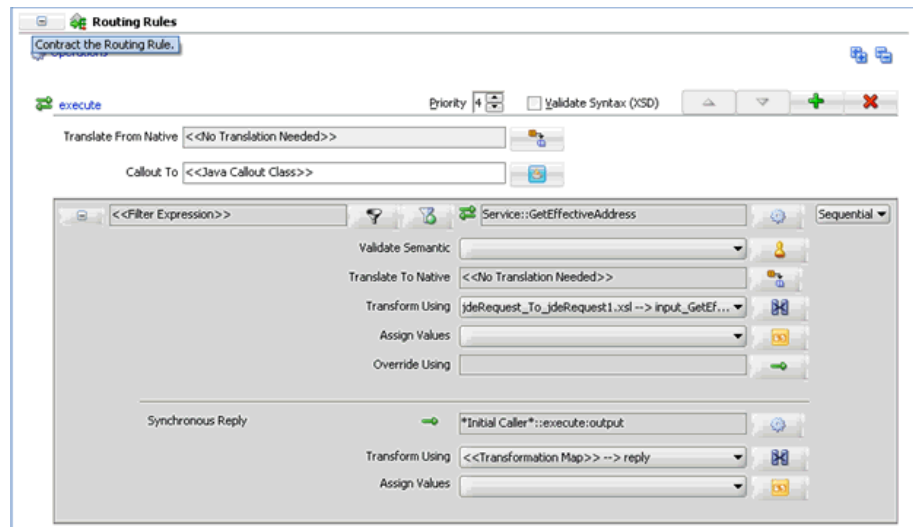 Routing Rules
Contract the Routing Rule.
Operations
execute Priority 4 Validate Syntax (XSD)
Translate From Native <<No Translation Needed>>
Callout To <<Java Callout Class>>
<<Filter Expression>> Service::GetEffectiveAddress Sequential
Validate Semantic
Translate To Native <<No Translation Needed>>
Transform Using jdeRequest_To_jdeRequest1.xsl --> input_GetEf...
Assign Values
Override Using
Synchronous Reply *Initial Caller*::execute:output
Transform Using <<Transformation Map>> --> reply
Assign Values